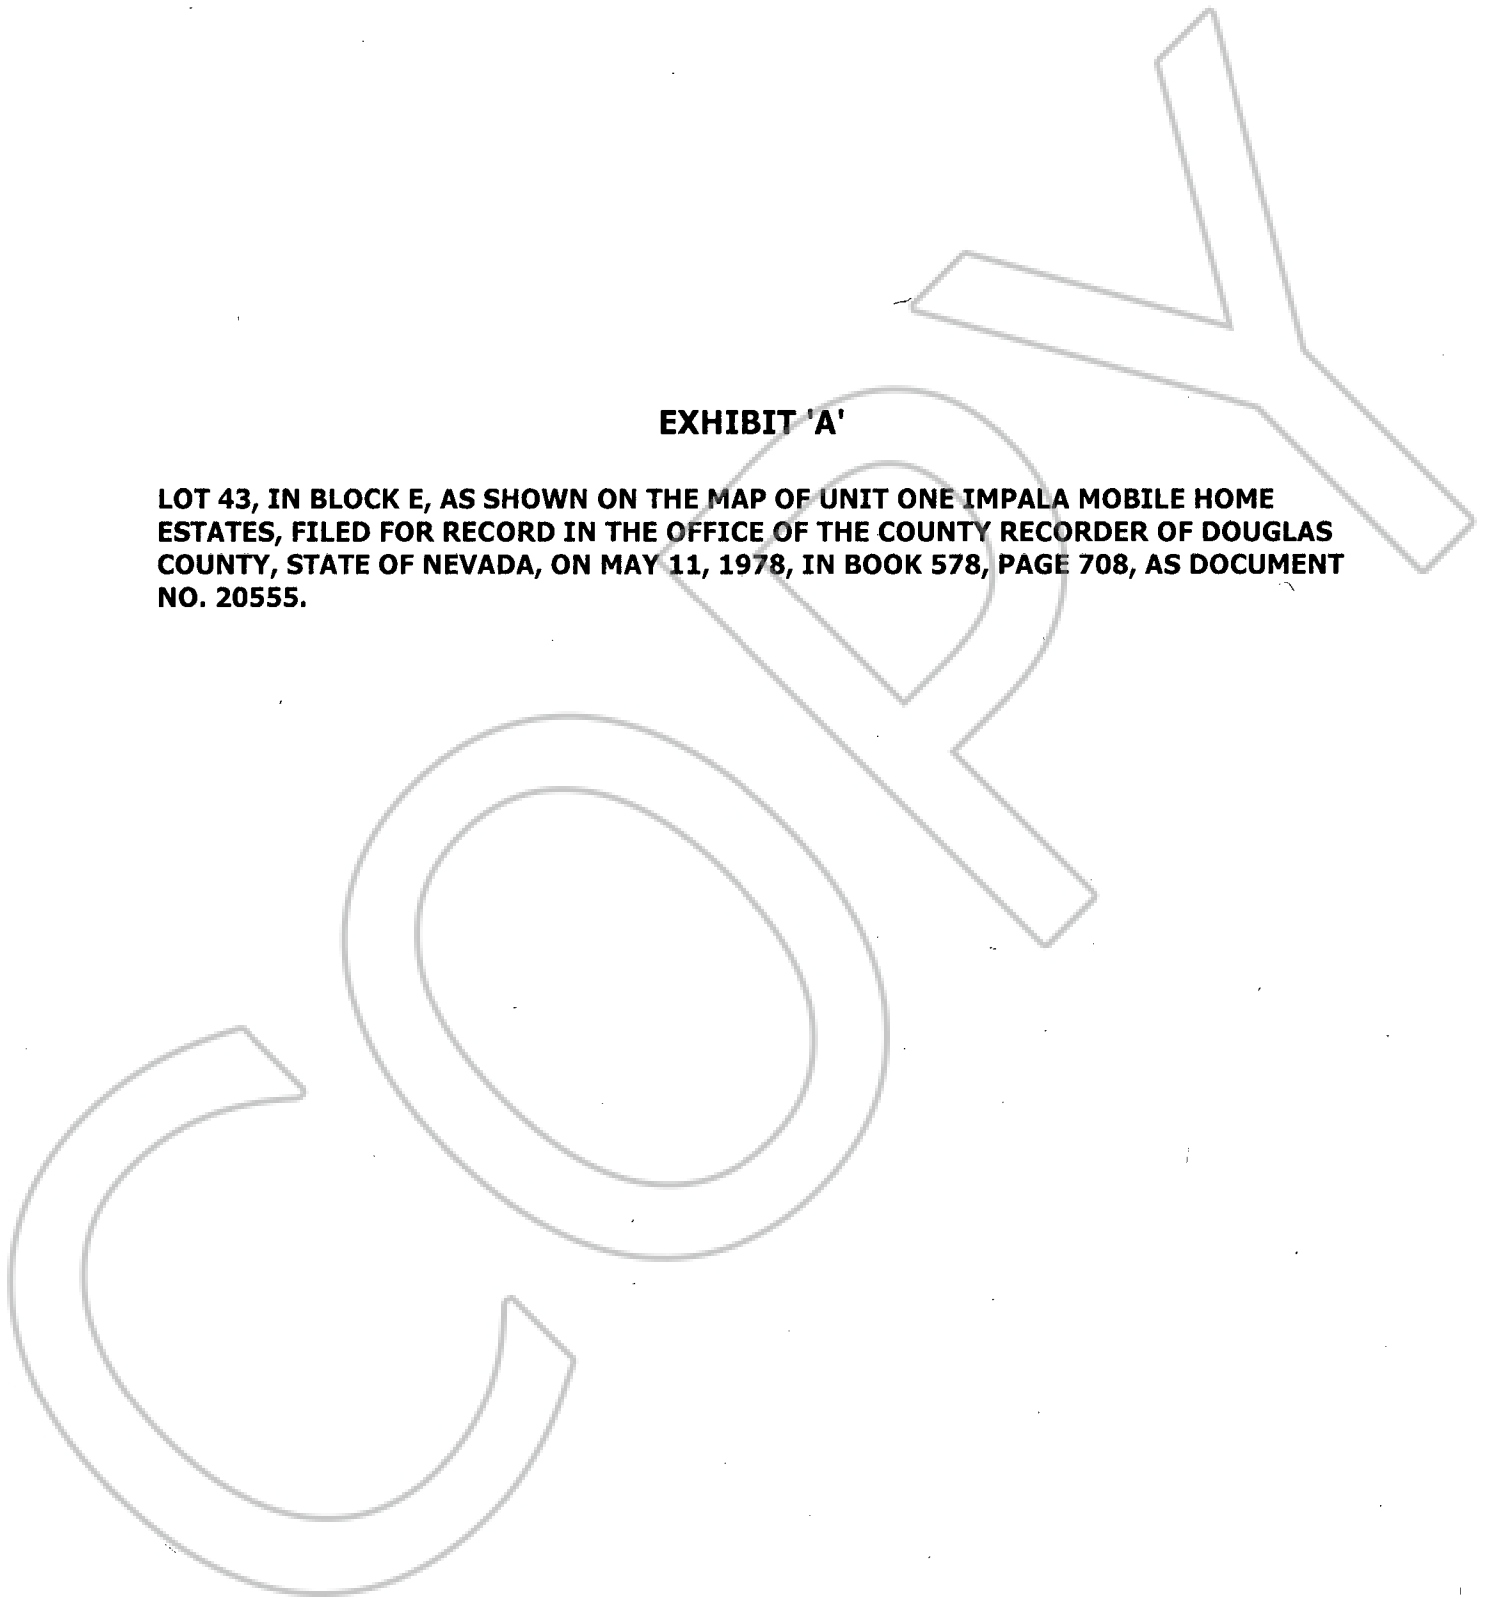 EXHIBIT 'A'
LOT 43, IN BLOCK E, AS SHOWN ON THE MAP OF UNIT ONE IMPALA MOBILE HOME
ESTATES, FILED FOR RECORD IN THE OFFICE OF THE COUNTY RECORDER OF DOUGLAS
COUNTY, STATE OF NEVADA, ON MAY 11, 1978, IN BOOK 578, PAGE 708, AS DOCUMENT
NO. 20555.
COPY